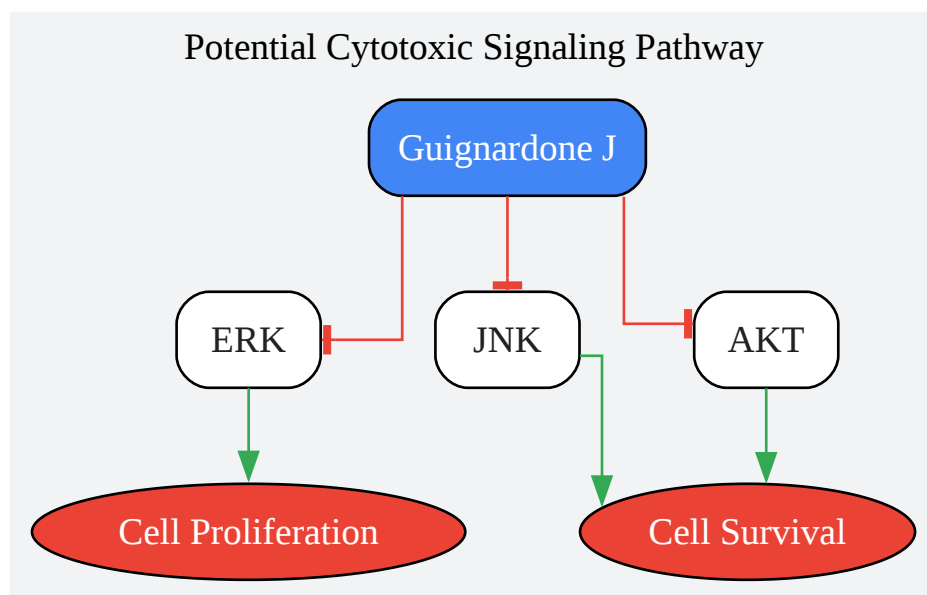 Potential Cytotoxic Signaling Pathway
Guignardone J
ERK
JNK
AKT
Cell Proliferation
Cell Survival